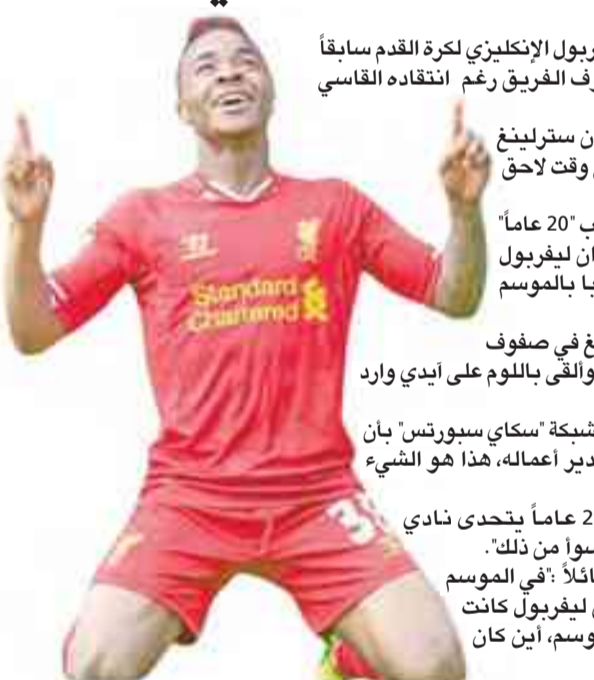 ربول الإنكليزي لكرة القدم سابقاً
رف الفريق رغم انتقاده القاسي
ن سترلينغ
وقت لاحق
ب "20 عاماً"
ان ليفربول
يا بالموسم
غ في صفوف
وألقى باللوم على آيدي وارد
شبكة "سكاي سبورتس" بأن
دير أعماله، هذا هو الشيء
2 عاماً يتحدى نادي
سوأ من ذلك".
ائلاً :"في الموسم
ليفربول كانت
وسم، أين كان
Standard
Chartered